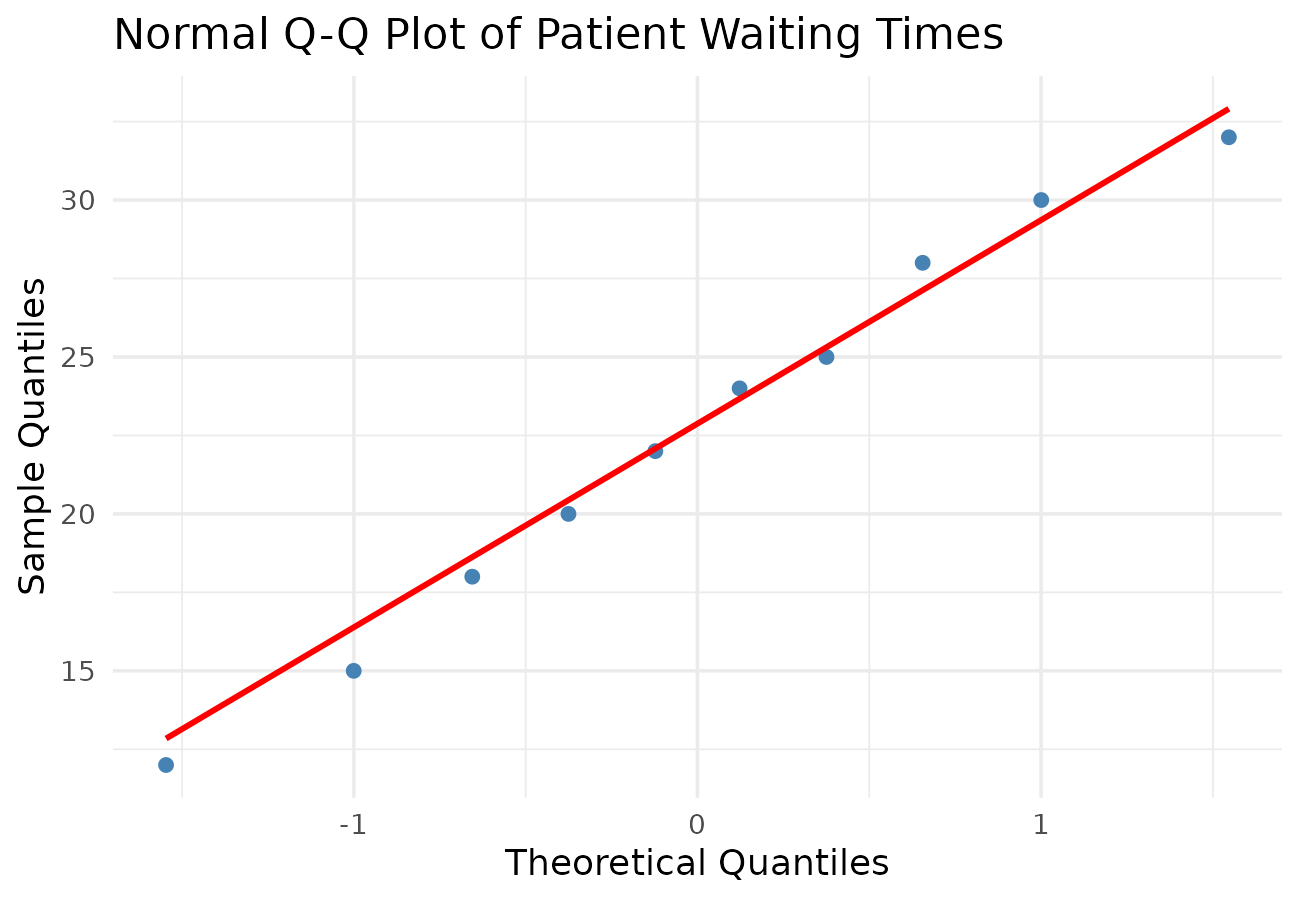 Normal Q-Q Plot of Patient Waiting Times
Sample Quantiles
30
25
20
15
-1
0
1
Theoretical Quantiles